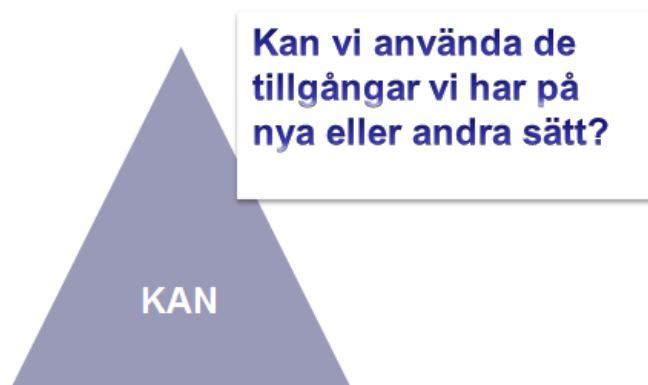 Kan vi använda de
tillgångar vi har på
nya eller andra sätt?
KAN